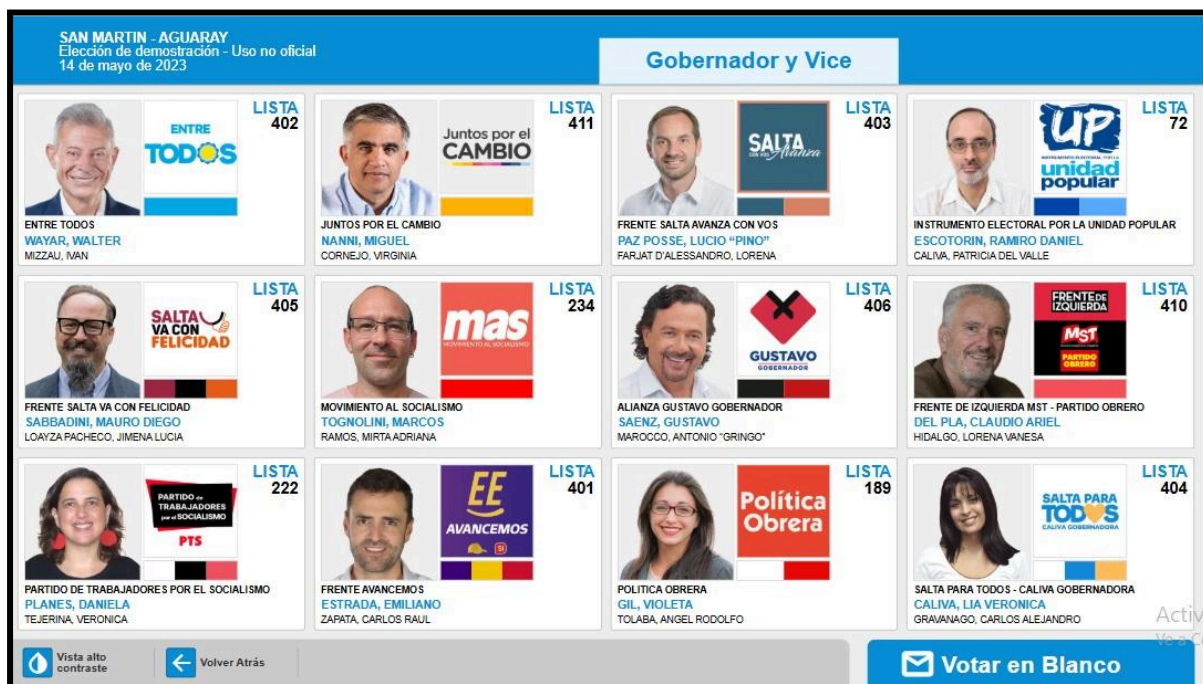 SAN MARTIN - AGUARAY
Elección de demostración - Uso no oficial
14 de mayo de 2023
Gobernador y Vice
LISTA
402
ENTRE
TODOS
ENTRE TODOS
WAYAR, WALTER
MIZZAU, IVAN
LISTA
411
Juntos por el
CAMBIO
JUNTOS POR EL CAMBIO
NANNI, MIGUEL
CORNEJO, VIRGINIA
LISTA
403
SALTA
CON VOS Avanza
FRENTE SALTA AVANZA CON VOS
PAZ POSSE, LUCIO “PINO”
FARJAT D'ALESSANDRO, LORENA
LISTA
72
UP
INSTRUMENTO ELECTORAL POR LA
unidad
popular
INSTRUMENTO ELECTORAL POR LA UNIDAD POPULAR
ESCOTORIN, RAMIRO DANIEL
CALIVA, PATRICIA DEL VALLE
LISTA
405
SALTA
VA CON
FELICIDAD
FRENTE SALTA VA CON FELICIDAD
SABBADINI, MAURO DIEGO
LOAYZA PACHECO, JIMENA LUCIA
LISTA
234
mas
MOVIMIENTO AL SOCIALISMO
MOVIMIENTO AL SOCIALISMO
TOGNOLINI, MARCOS
RAMOS, MIRTA ADRIANA
LISTA
406
GUSTAVO
GOBERNADOR
ALIANZA GUSTAVO GOBERNADOR
SAENZ, GUSTAVO
MAROCCO, ANTONIO "GRINGO"
LISTA
410
FRENTE DE
IZQUIERDA
MST
PARTIDO
OBRERO
FRENTE DE IZQUIERDA MST - PARTIDO OBRERO
DEL PLA, CLAUDIO ARIEL
HIDALGO, LORENA VANESA
LISTA
222
PARTIDO de
TRABAJADORES
por el SOCIALISMO
PTS
PARTIDO DE TRABAJADORES POR EL SOCIALISMO
PLANES, DANIELA
TEJERINA, VERONICA
LISTA
401
EE
AVANCEMOS
SI
FRENTE AVANCEMOS
ESTRADA, EMILIANO
ZAPATA, CARLOS RAUL
LISTA
189
Política
Obrera
POLITICA OBRERA
GIL, VIOLETA
TOLABA, ANGEL RODOLFO
LISTA
404
SALTA PARA
TODOS
CALIVA GOBERNADORA
SALTA PARA TODOS - CALIVA GOBERNADORA
CALIVA, LIA VERONICA
GRAVANAGO, CARLOS ALEJANDRO
Activ
Ve a C
Vista alto
contraste
Volver Atrás
Votar en Blanco